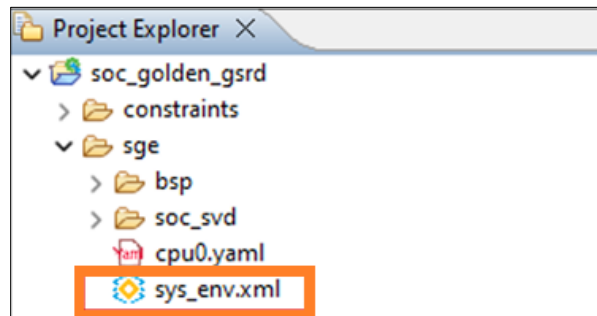 Project Explorer
soc_golden_gsrd
constraints
sge
bsp
soc_svd
cpu0.yaml
sys_env.xml